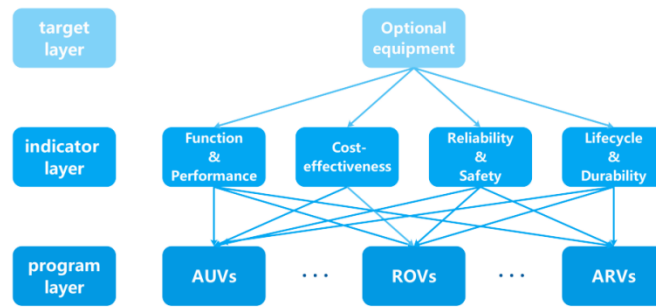 target
layer
Optional
equipment
indicator
layer
Function
&
Performance
Cost-
effectiveness
Reliability
&
Safety
Lifecycle
&
Durability
program
layer
AUVs
···
ROVs
···
ARVs